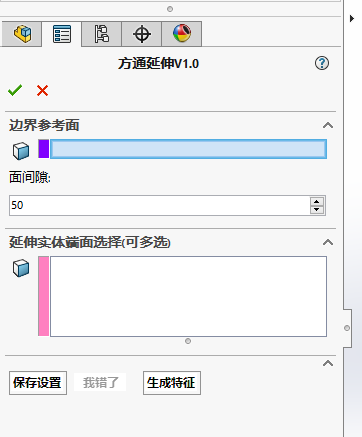 方通延伸V1.0
?
边界参考面
面间隙:
50
延伸实体端面选择(可多选)
保存设置 我错了 生成特征